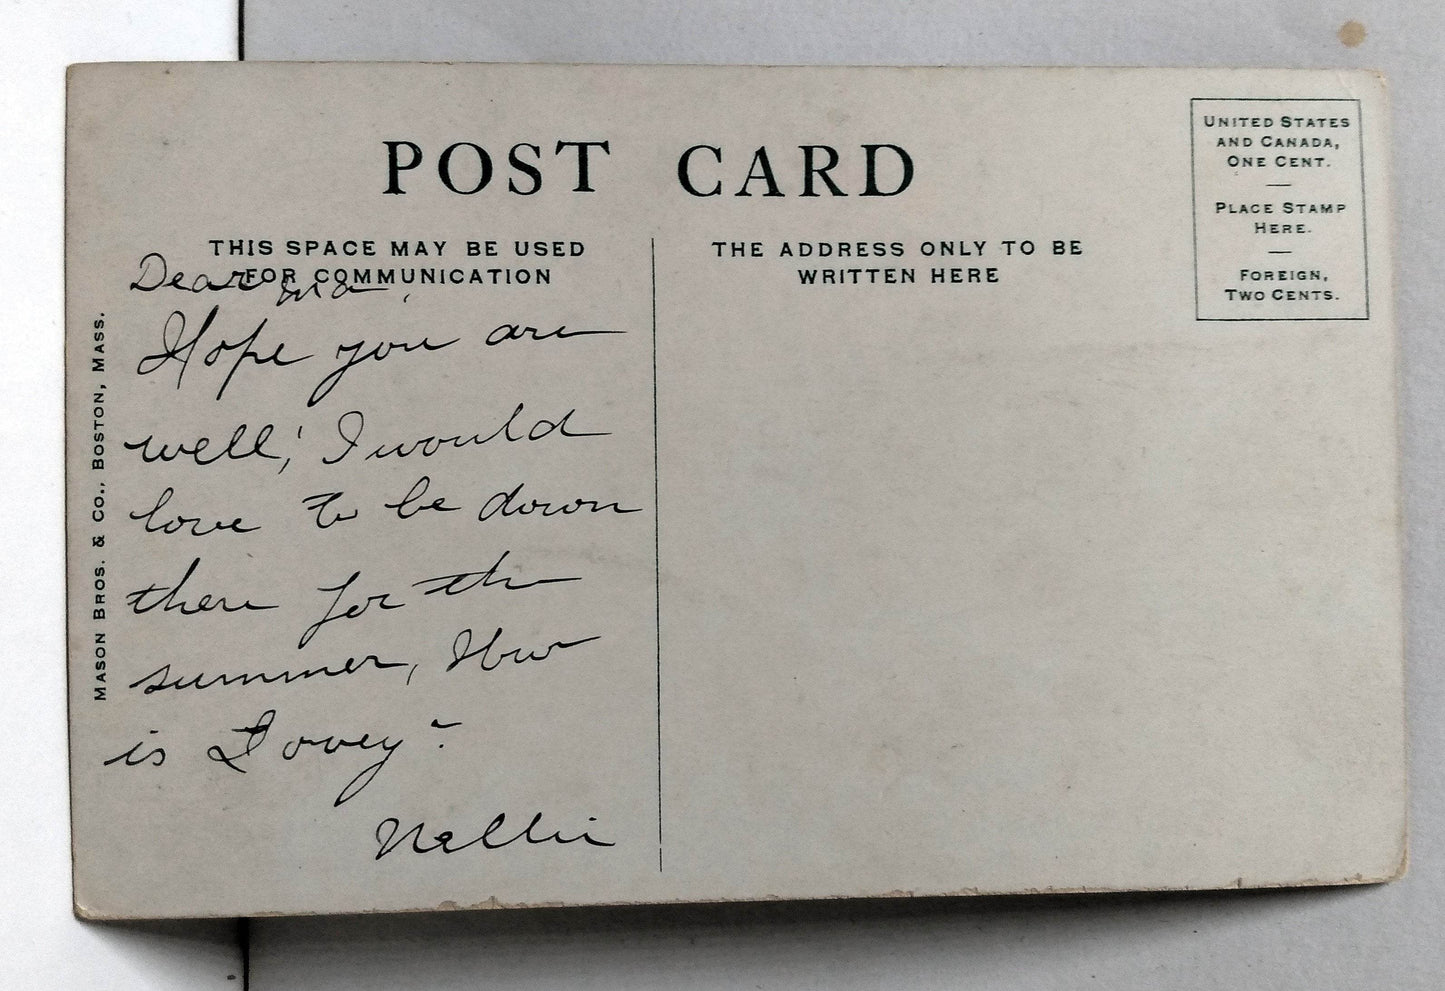 POST CARD
THIS SPACE MAY BE USED
FOR COMMUNICATION
THE ADDRESS ONLY TO BE
WRITTEN HERE
UNITED STATES
AND CANADA,
ONE CENT.
—
PLACE STAMP
HERE.
—
FOREIGN,
TWO CENTS.
MASON BROS. & CO., BOSTON, MASS.
Dear
Hope you are
well; I would
love to be down
there for the
summer, How
is Dovey?
Nellie